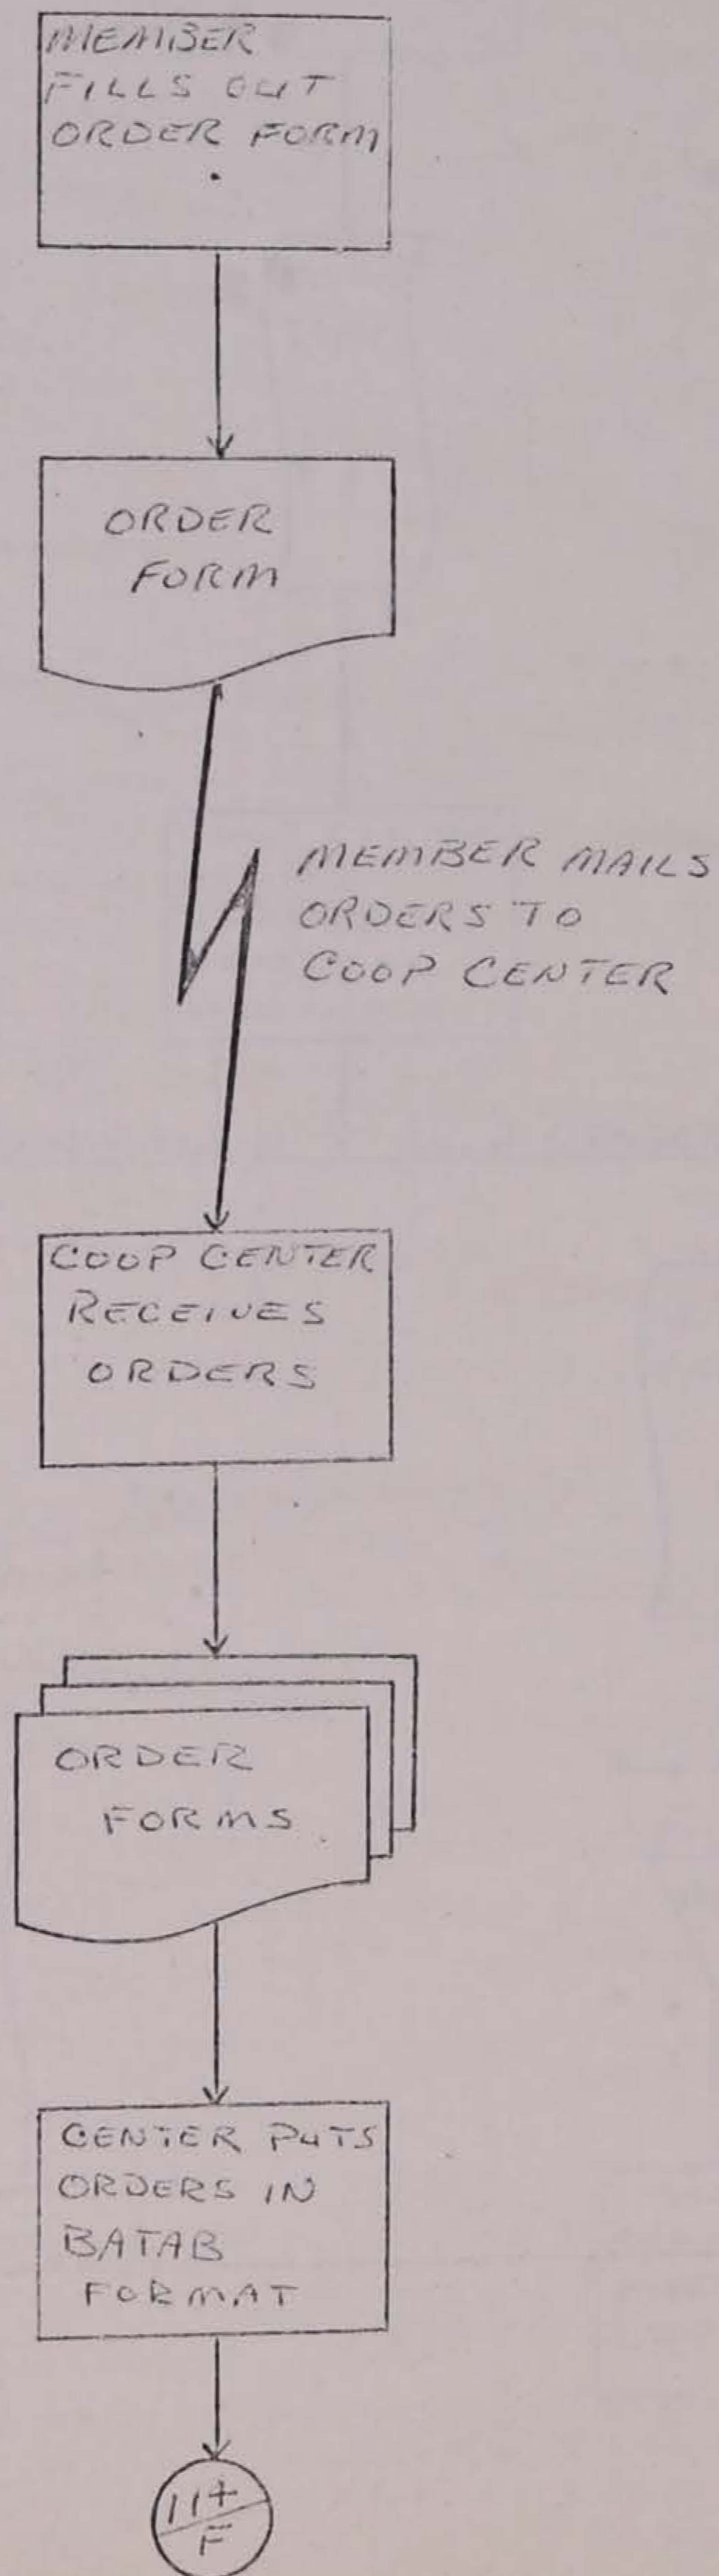 MEMBER
FILLS OUT
ORDER FORM
ORDER
FORM
MEMBER MAILS
ORDERS TO
COOP CENTER
COOP CENTER
RECEIVES
ORDERS
ORDER
FORMS
CENTER PUTS
ORDERS IN
BATAB
FORMAT
11+
F